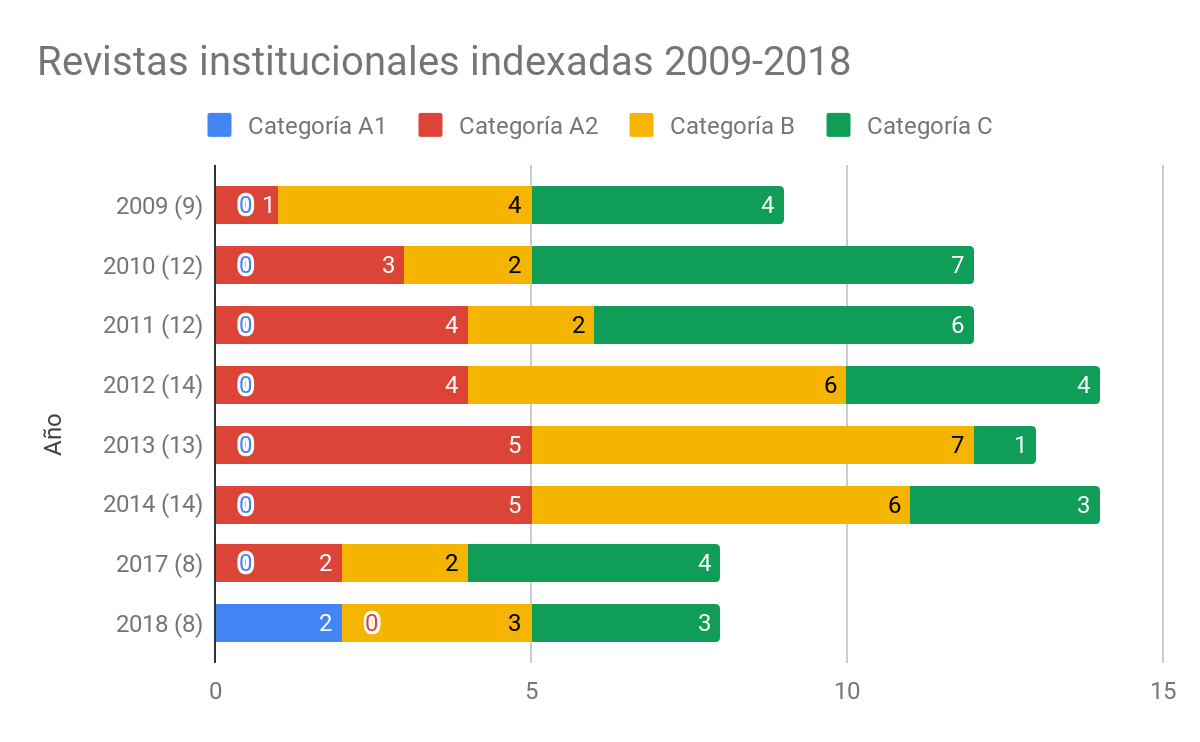 Revistas institucionales indexadas 2009-2018
Categoría A1 Categoría A2 Categoría B Categoría C
Año
2009 (9) 0 1 4 4
2010 (12) 0 3 2 7
2011 (12) 0 4 2 6
2012 (14) 0 4 6 4
2013 (13) 0 5 7 1
2014 (14) 0 5 6 3
2017 (8) 0 2 2 4
2018 (8) 2 0 3 3
0 5 10 15